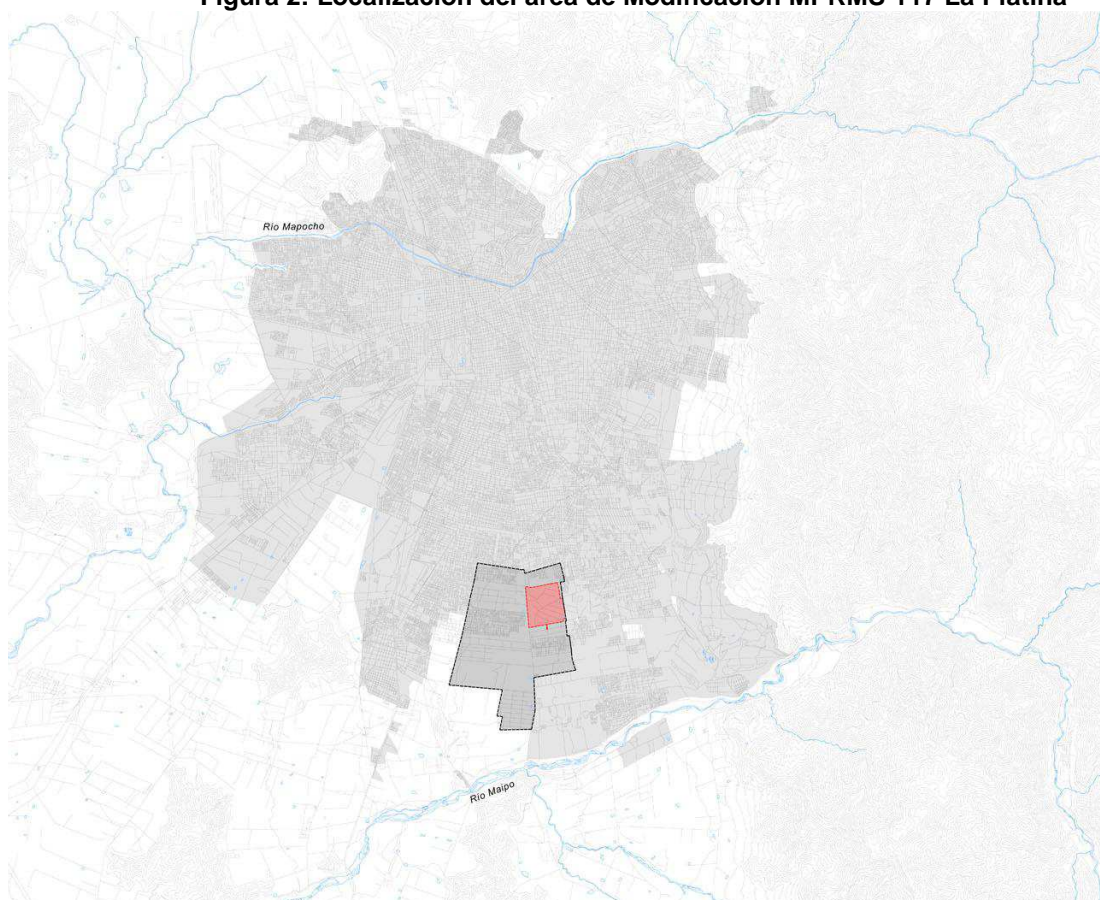 Figura 2: Localización del área de Modificación MPRMS 117 La Platina
Río Mapocho
Río Maipo